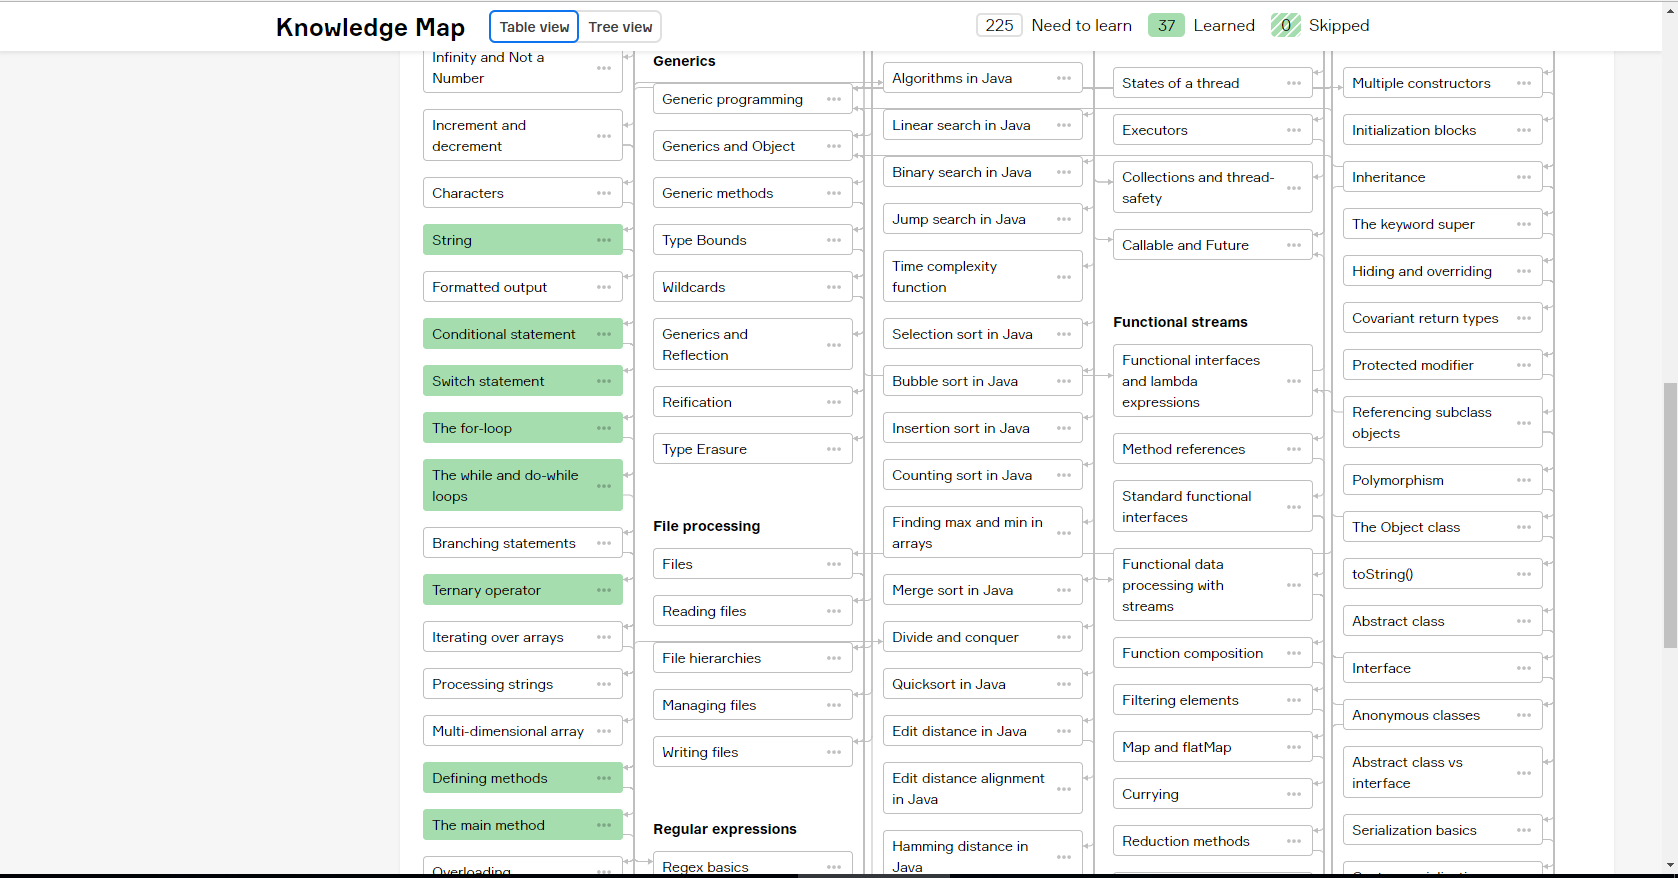 Knowledge Map
Table view
Tree view
225 Need to learn
37 Learned
0 Skipped
Infinity and Not a
Number
Increment and
decrement
Characters
String
Formatted output
Conditional statement
Switch statement
The for-loop
The while and do-while
loops
Branching statements
Ternary operator
Iterating over arrays
Processing strings
Multi-dimensional array
Defining methods
The main method
Overloading
Generics
Generic programming
Generics and Object
Generic methods
Type Bounds
Wildcards
Generics and
Reflection
Reification
Type Erasure
File processing
Files
Reading files
File hierarchies
Managing files
Writing files
Regular expressions
Regex basics
Algorithms in Java
Linear search in Java
Binary search in Java
Jump search in Java
Time complexity
function
Selection sort in Java
Bubble sort in Java
Insertion sort in Java
Counting sort in Java
Finding max and min in
arrays
Merge sort in Java
Divide and conquer
Quicksort in Java
Edit distance in Java
Edit distance alignment
in Java
Hamming distance in
Java
States of a thread
Executors
Collections and thread-
safety
Callable and Future
Functional streams
Functional interfaces
and lambda
expressions
Method references
Standard functional
interfaces
Functional data
processing with
streams
Function composition
Filtering elements
Map and flatMap
Currying
Reduction methods
Multiple constructors
Initialization blocks
Inheritance
The keyword super
Hiding and overriding
Covariant return types
Protected modifier
Referencing subclass
objects
Polymorphism
The Object class
toString()
Abstract class
Interface
Anonymous classes
Abstract class vs
interface
Serialization basics